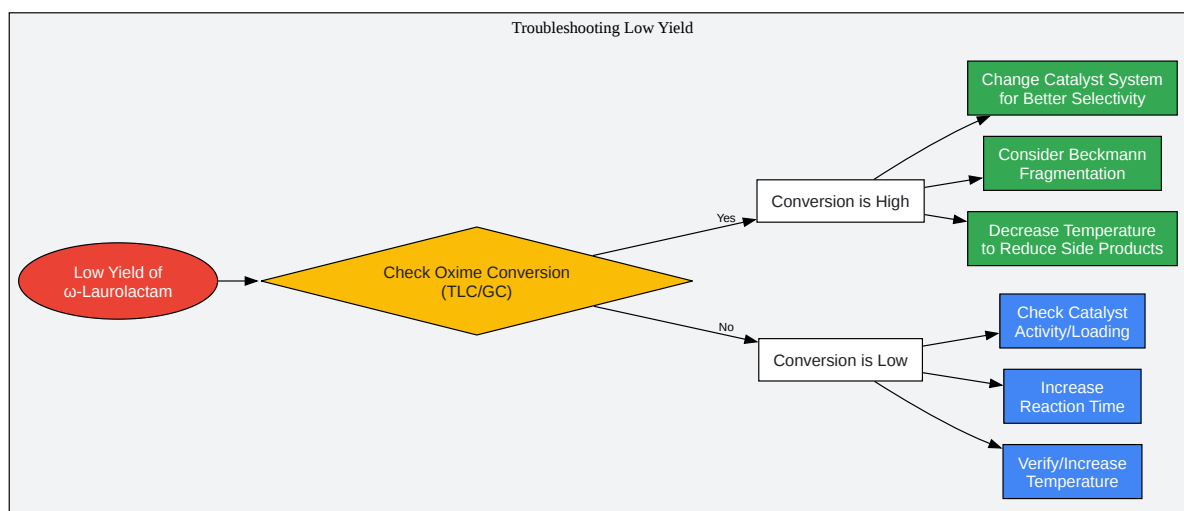 Troubleshooting Low Yield
Low Yield of
ω-Laurolactam
Check Oxime Conversion
(TLC/GC)
Yes
Conversion is High
Change Catalyst System
for Better Selectivity
Consider Beckmann
Fragmentation
Decrease Temperature
to Reduce Side Products
No
Conversion is Low
Check Catalyst
Activity/Loading
Increase
Reaction Time
Verify/Increase
Temperature